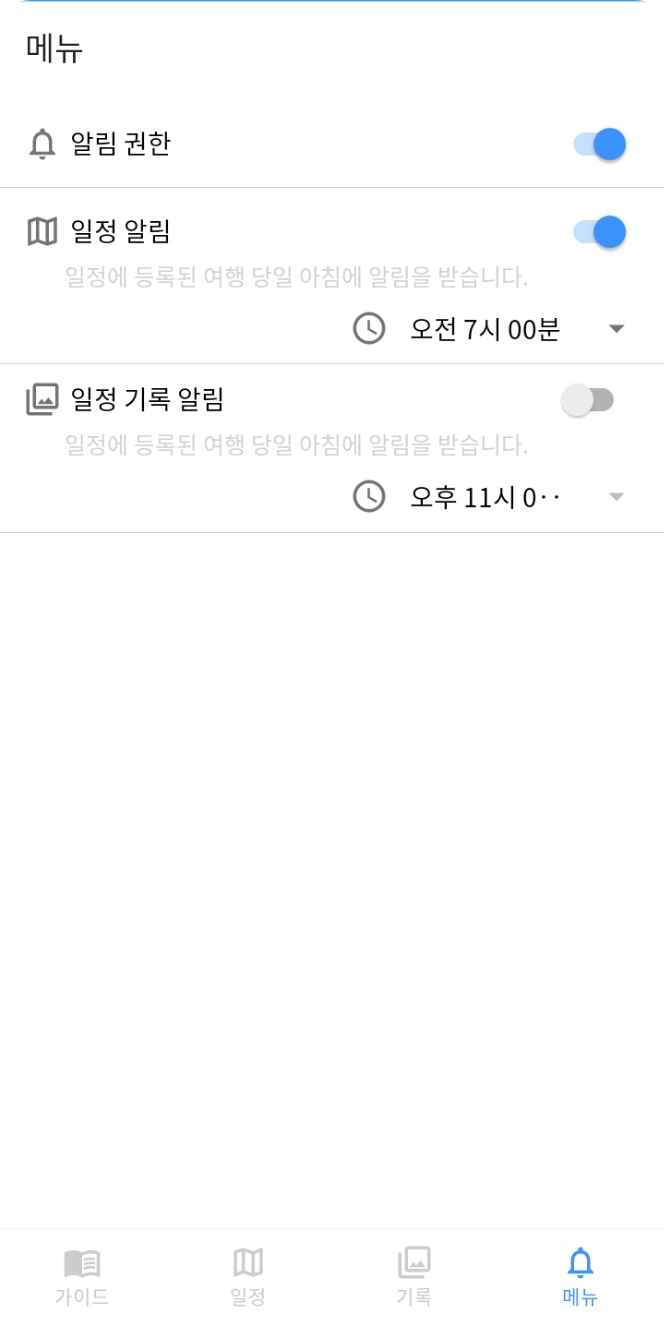 메뉴
알림 권한
일정 알림
일정에 등록된 여행 당일 아침에 알림을 받습니다.
오전 7시 00분
일정 기록 알림
일정에 등록된 여행 당일 아침에 알림을 받습니다.
오후 11시 0‥
가이드
일정
기록
메뉴